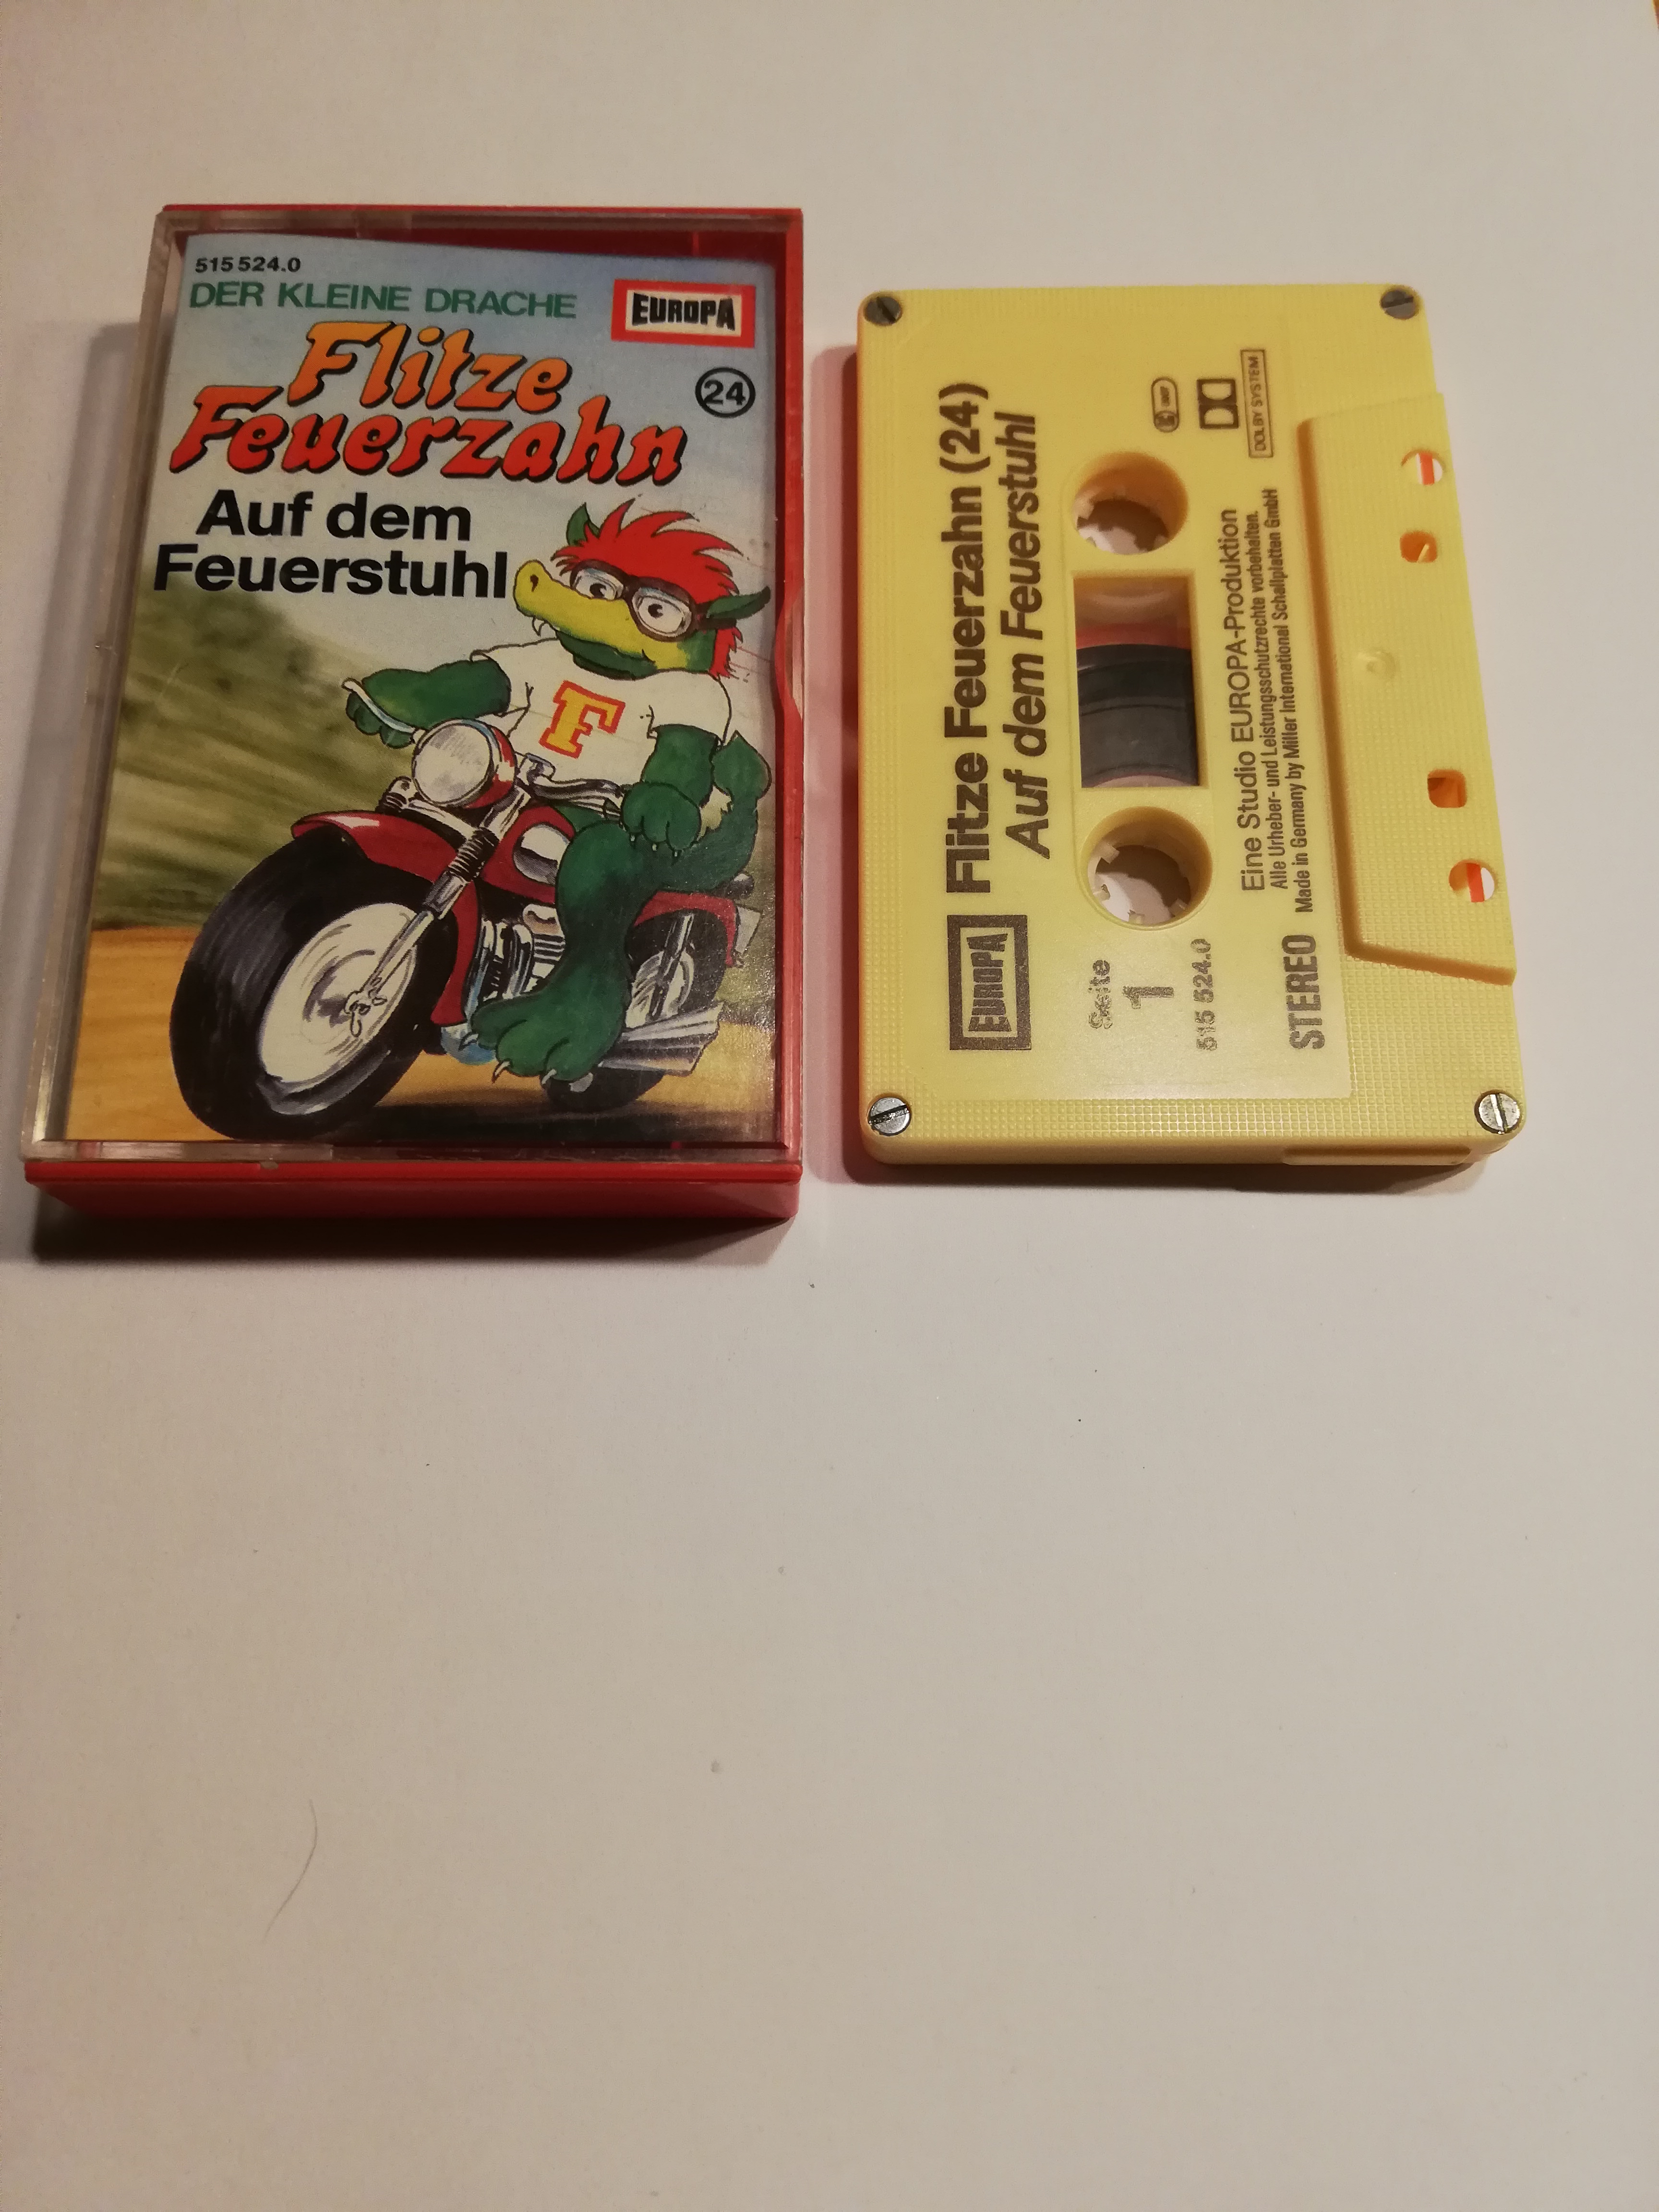 515 524.0
DER KLEINE DRACHE
EUROPA
Flitze
Feuerzahn
24
Auf dem
Feuerstuhl
F
EUROPA
Flitze Feuerzahn (24)
Auf dem Feuerstuhl
Seite
1
515 524.0
STEREO
DOLBY SYSTEM
Eine Studio EUROPA-Produktion
Alle Urheber- und Leistungsschutzrechte vorbehalten.
Made in Germany by Miller International Schallplatten GmbH